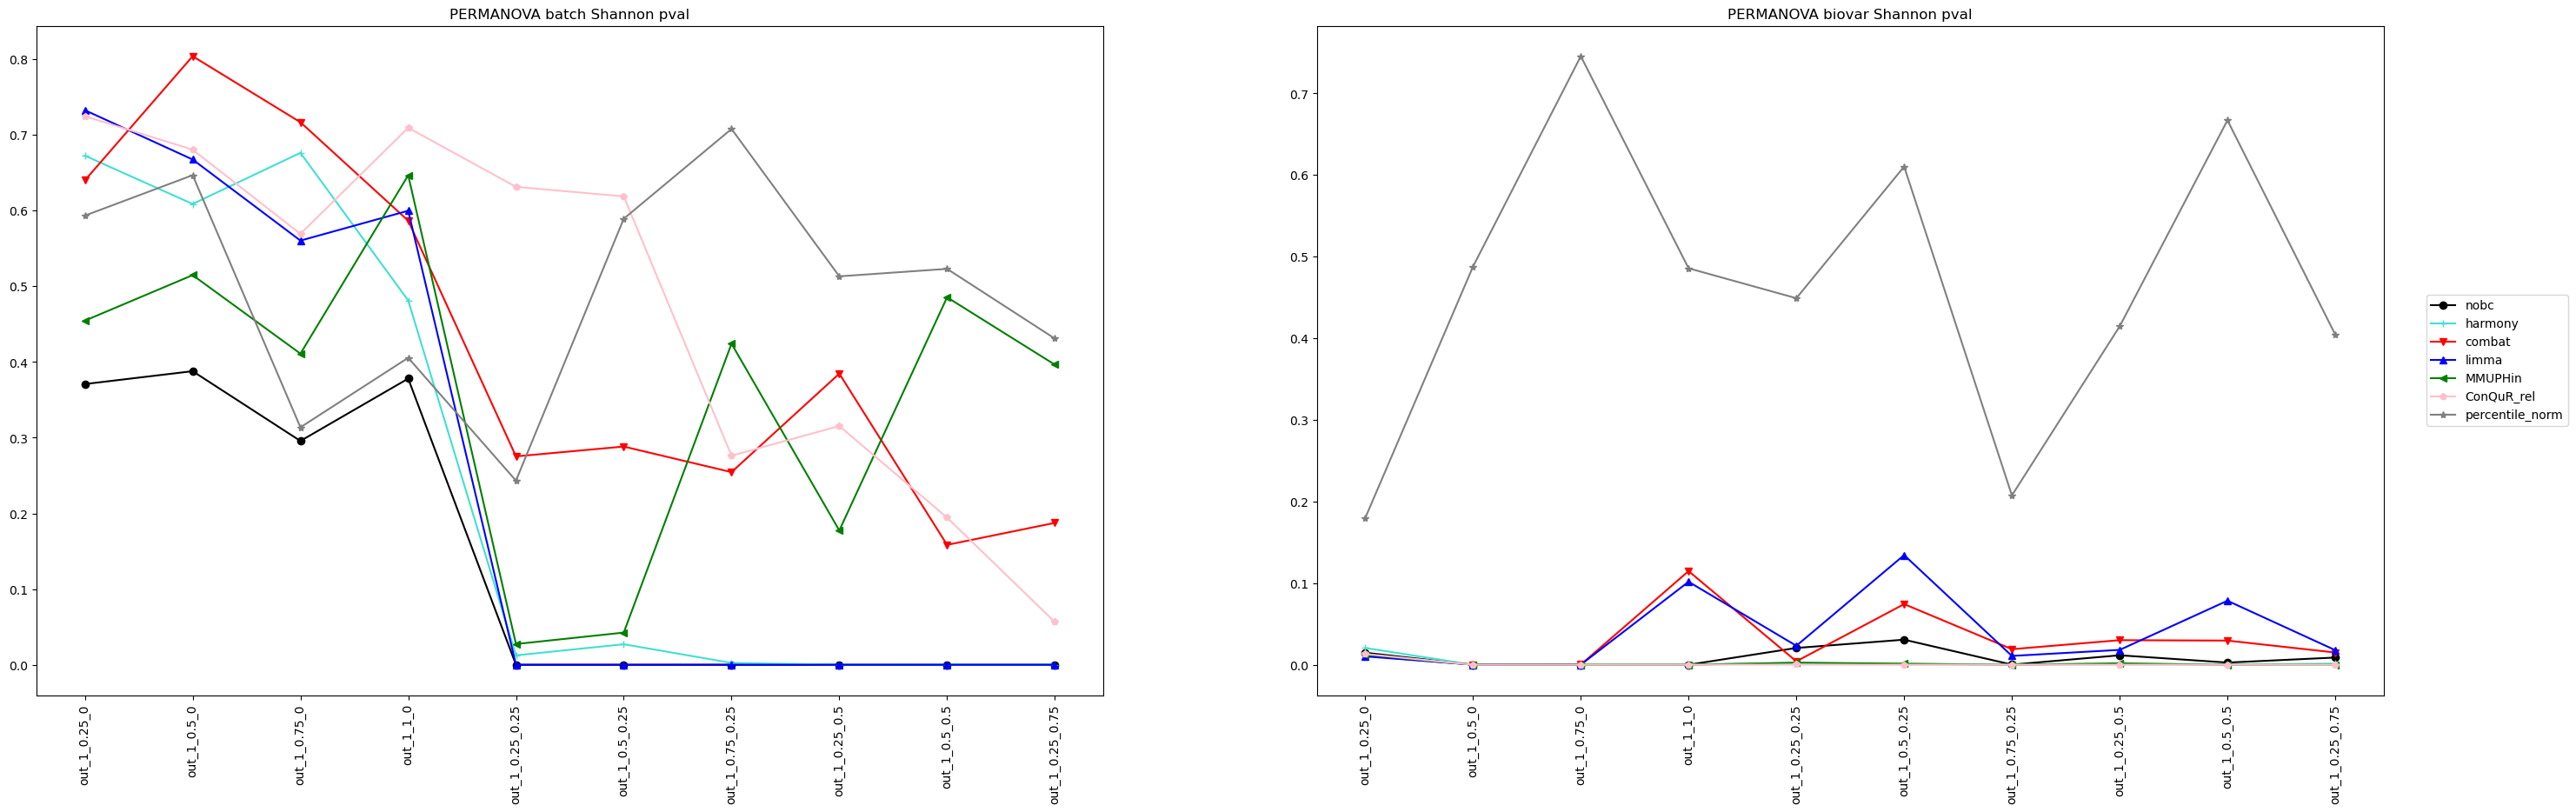 PERMANOVA batch Shannon pval
0.8
0.7
0.6
0.5
0.4
0.3
0.2
0.1
0.0
out_1_0.25_0
out_1_0.5_0
out_1_0.75_0
out_1_1_0
out_1_0.25_0.25
out_1_0.5_0.25
out_1_0.75_0.25
out_1_0.25_0.5
out_1_0.5_0.5
out_1_0.25_0.75
PERMANOVA biovar Shannon pval
0.7
0.6
0.5
0.4
0.3
0.2
0.1
0.0
out_1_0.25_0
out_1_0.5_0
out_1_0.75_0
out_1_1_0
out_1_0.25_0.25
out_1_0.5_0.25
out_1_0.75_0.25
out_1_0.25_0.5
out_1_0.5_0.5
out_1_0.25_0.75
nobc
harmony
combat
limma
MMUPHin
ConQuR_rel
percentile_norm